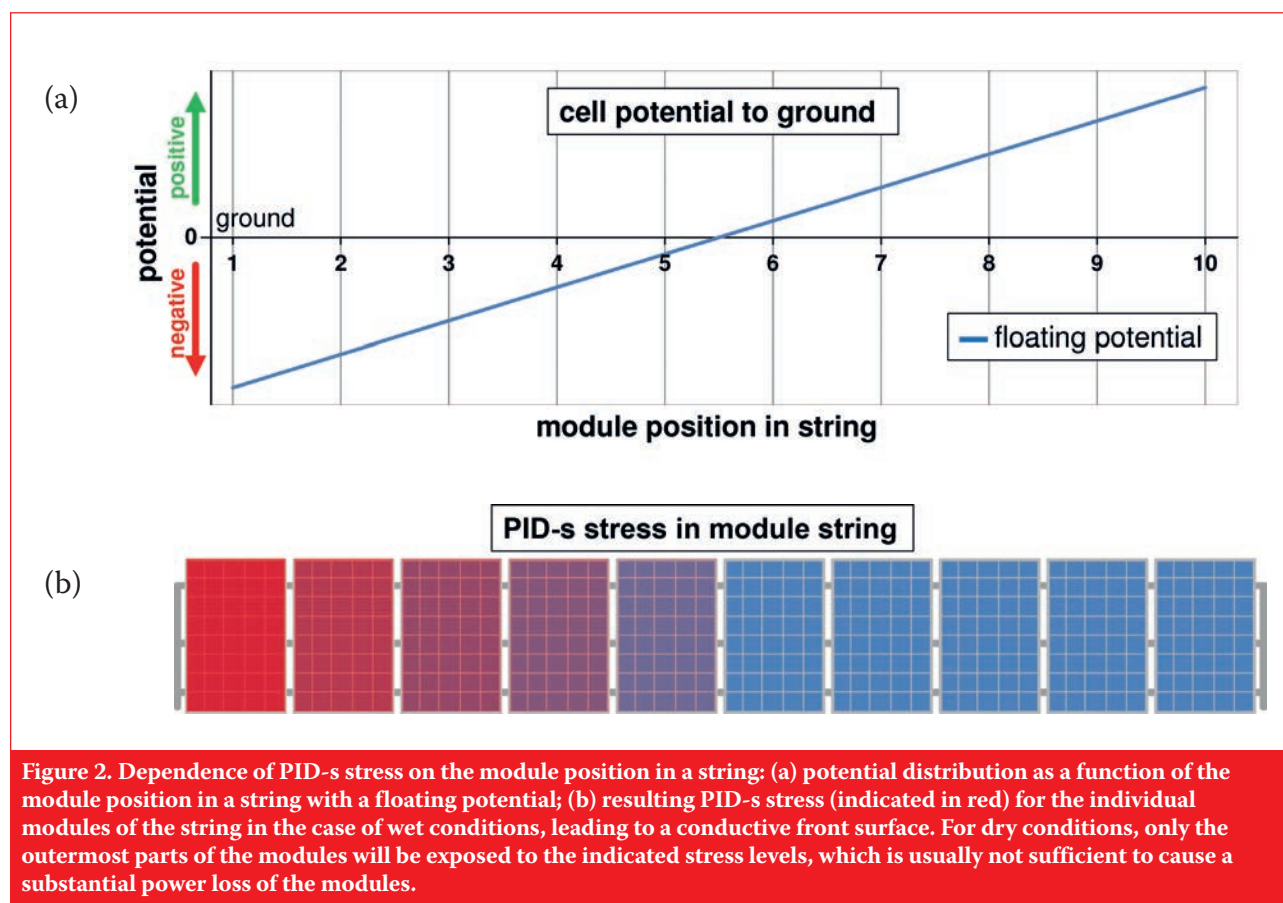 (a)
cell potential to ground
positive
potential
ground
0
1 2 3 4 5 6 7 8 9 10
negative
floating potential
module position in string
PID-s stress in module string
(b)
Figure 2. Dependence of PID-s stress on the module position in a string: (a) potential distribution as a function of the
module position in a string with a floating potential; (b) resulting PID-s stress (indicated in red) for the individual
modules of the string in the case of wet conditions, leading to a conductive front surface. For dry conditions, only the
outermost parts of the modules will be exposed to the indicated stress levels, which is usually not sufficient to cause a
substantial power loss of the modules.